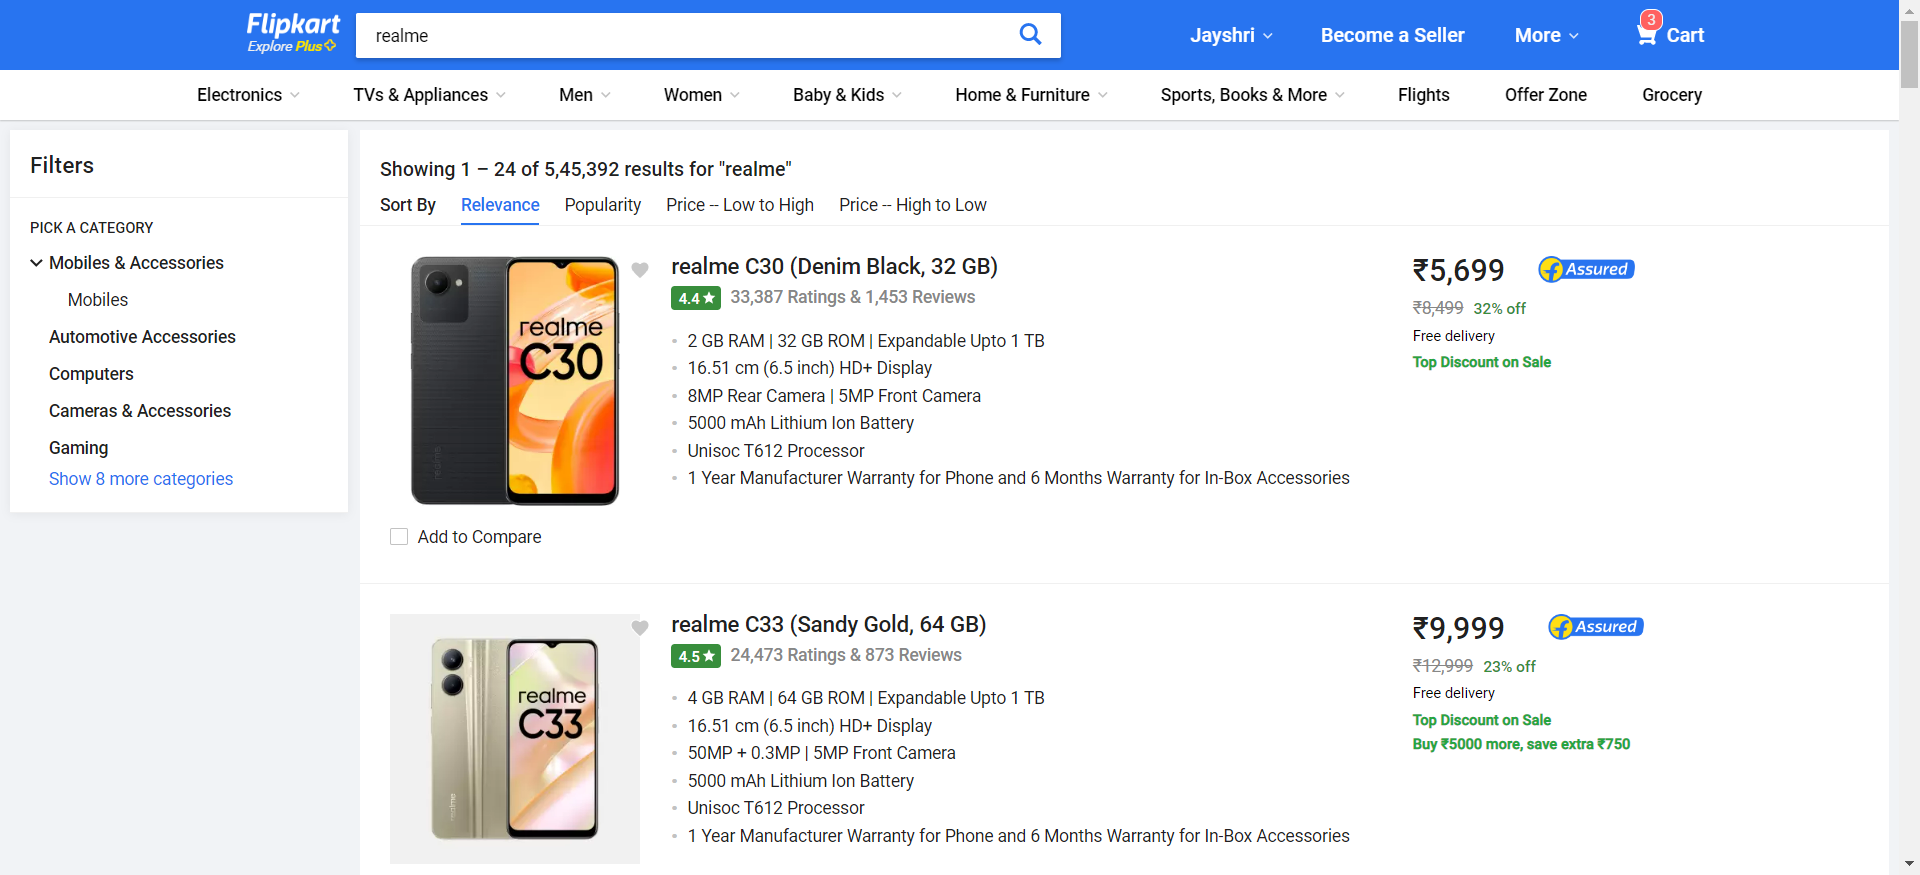 Flipkart
Explore Plus
realme
Jayshri
Become a Seller
More
3
Cart
Electronics
TVs & Appliances
Men
Women
Baby & Kids
Home & Furniture
Sports, Books & More
Flights
Offer Zone
Grocery
Filters
PICK A CATEGORY
Mobiles & Accessories
Mobiles
Automotive Accessories
Computers
Cameras & Accessories
Gaming
Show 8 more categories
Showing 1 – 24 of 5,45,392 results for "realme"
Sort By
Relevance
Popularity
Price -- Low to High
Price -- High to Low
realme
C30
realme
Add to Compare
realme C30 (Denim Black, 32 GB)
4.4★ 33,387 Ratings & 1,453 Reviews
2 GB RAM | 32 GB ROM | Expandable Upto 1 TB
16.51 cm (6.5 inch) HD+ Display
8MP Rear Camera | 5MP Front Camera
5000 mAh Lithium Ion Battery
Unisoc T612 Processor
1 Year Manufacturer Warranty for Phone and 6 Months Warranty for In-Box Accessories
₹5,699
Assured
₹8,499 32% off
Free delivery
Top Discount on Sale
realme
C33
realme
realme C33 (Sandy Gold, 64 GB)
4.5★ 24,473 Ratings & 873 Reviews
4 GB RAM | 64 GB ROM | Expandable Upto 1 TB
16.51 cm (6.5 inch) HD+ Display
50MP + 0.3MP | 5MP Front Camera
5000 mAh Lithium Ion Battery
Unisoc T612 Processor
1 Year Manufacturer Warranty for Phone and 6 Months Warranty for In-Box Accessories
₹9,999
Assured
₹12,999 23% off
Free delivery
Top Discount on Sale
Buy ₹5000 more, save extra ₹750